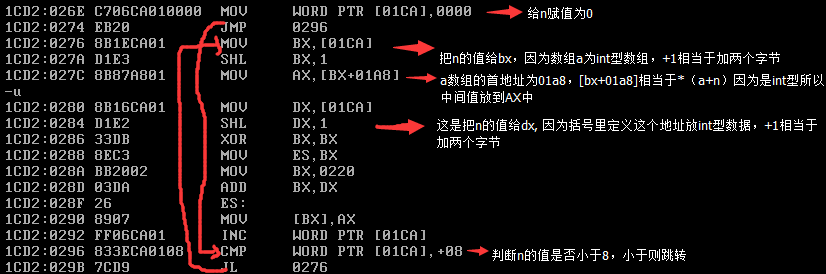 1CD2:026E C706CA010000 MOV WORD PTR [01CA],0000 给n赋值为0
1CD2:0274 EB20 JMP 0296
1CD2:0276 8B1ECA01 MOV BX,[01CA] 把n的值给bx，因为数组a为int型数组，+1相当于加两个字节
1CD2:027A D1E3 SHL BX,1
1CD2:027C 8B87A801 MOV AX,[BX+01A8] a数组的首地址为01a8，[bx+01a8]相当于*（a+n）因为是int型所以
-u 中间值放到AX中
1CD2:0280 8B16CA01 MOV DX,[01CA]
1CD2:0284 D1E2 SHL DX,1 这是把n的值给dx, 因为括号里定义这个地址放int型数据，+1相当于
1CD2:0286 33DB XOR BX,BX 加两个字节
1CD2:0288 8EC3 MOV ES,BX
1CD2:028A BB2002 MOV BX,0220
1CD2:028D 03DA ADD BX,DX
1CD2:028F 26 ES:
1CD2:0290 8907 MOV [BX],AX
1CD2:0292 FF06CA01 INC WORD PTR [01CA]
1CD2:0296 833ECA0108 CMP WORD PTR [01CA],+08 判断n的值是否小于8，小于则跳转
1CD2:029B 7CD9 JL 0276